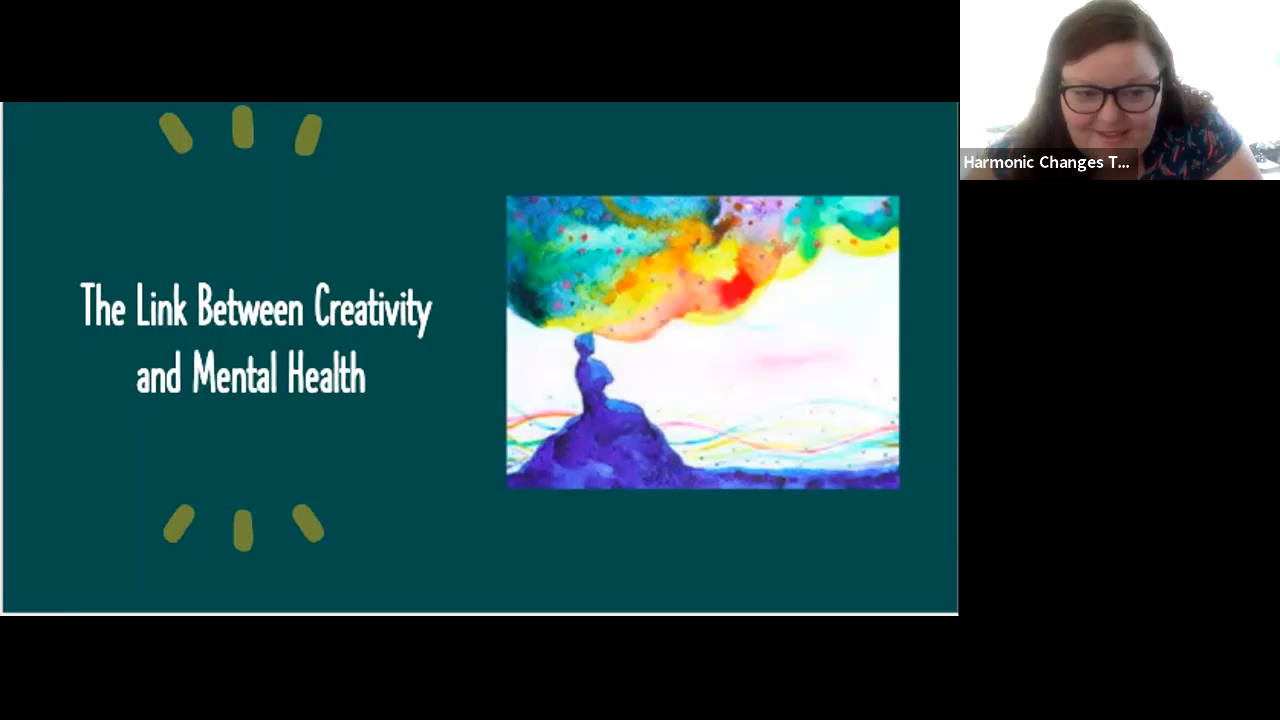 The Link Between Creativity
and Mental Health
Harmonic Changes T...